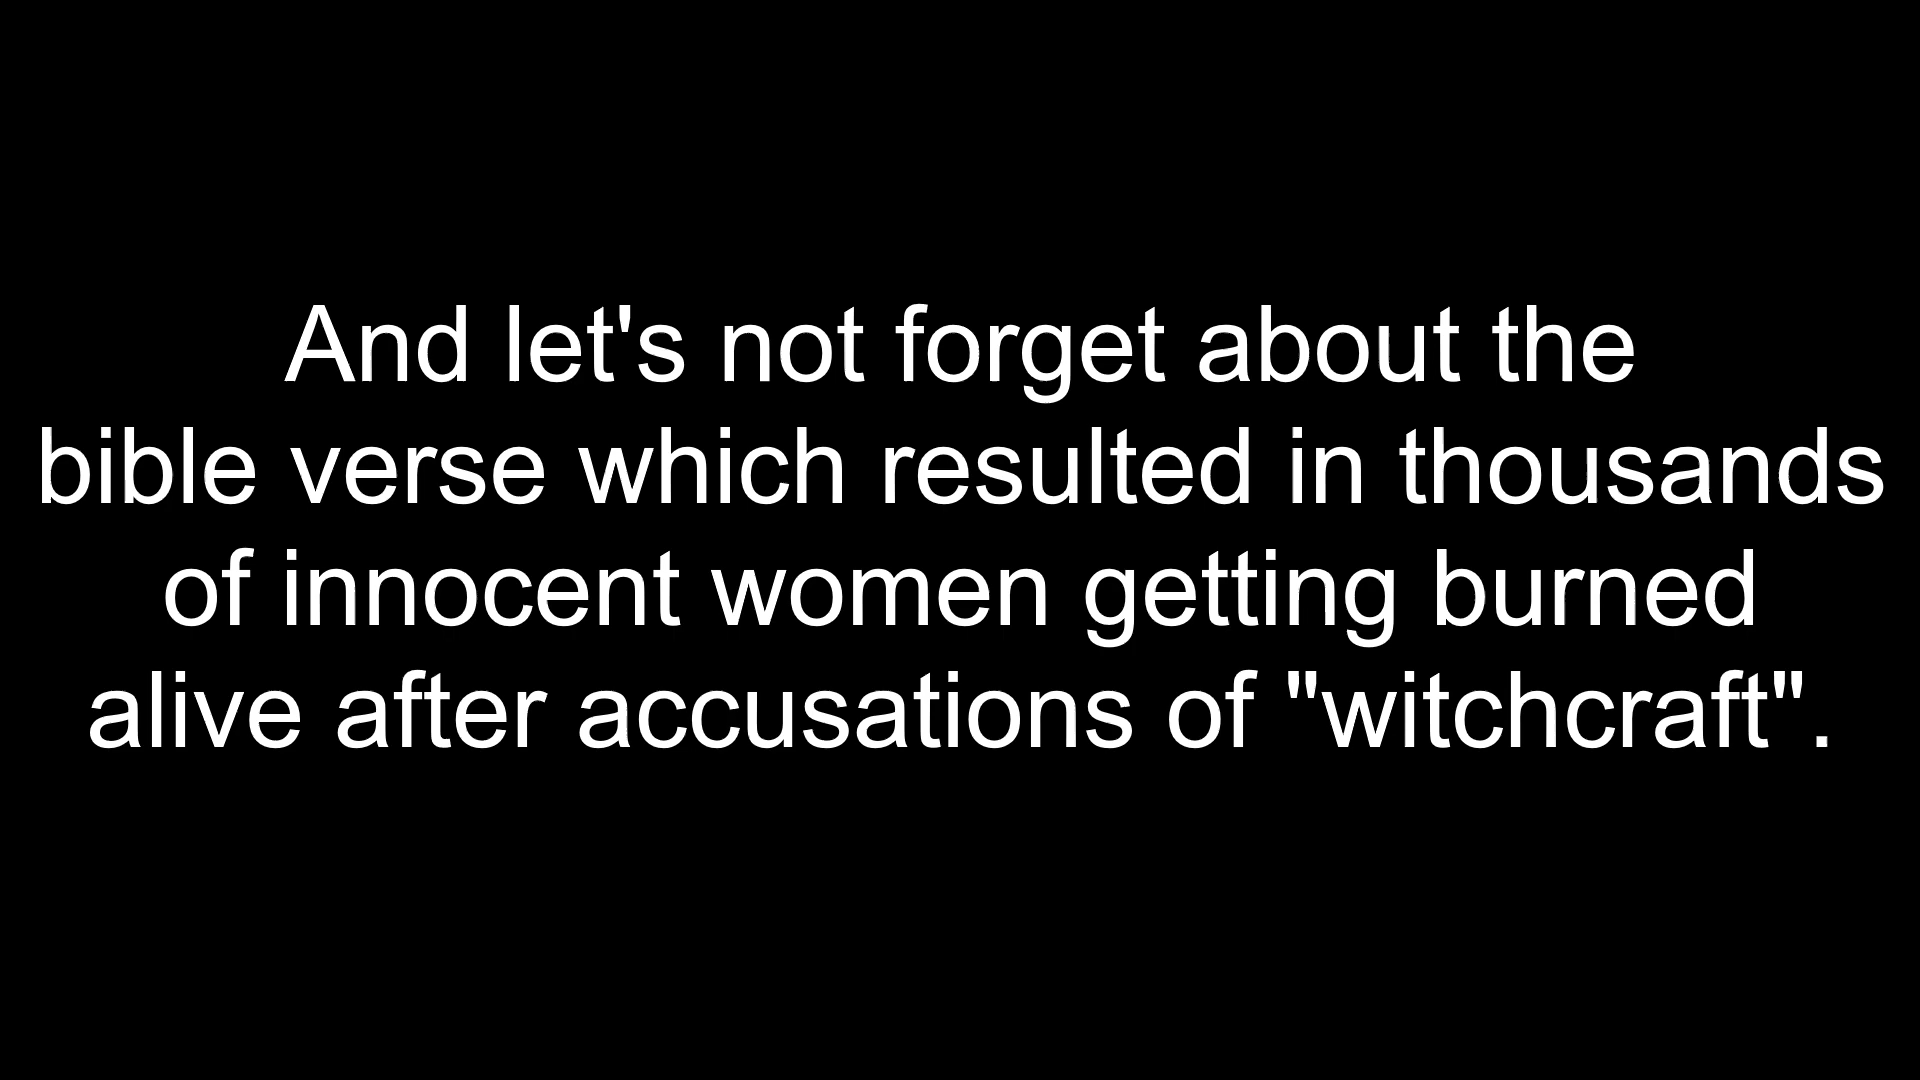 And let's not forget about the
bible verse which resulted in thousands
of innocent women getting burned
alive after accusations of "witchcraft".